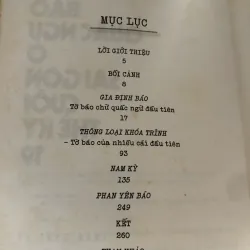 MỤC LỤC
LỜI GIỚI THIỆU
5
BỐI CẢNH
6
GIA ĐỊNH BÁO
Tờ báo chữ quốc ngữ đầu tiên
17
THÔNG LOẠI KHÓA TRÌNH
- Tờ báo của nhiều cái đầu tiên
93
NAM KỲ
135
PHAN YÊN BÁO
249
KẾT
260
THAM KHẢO